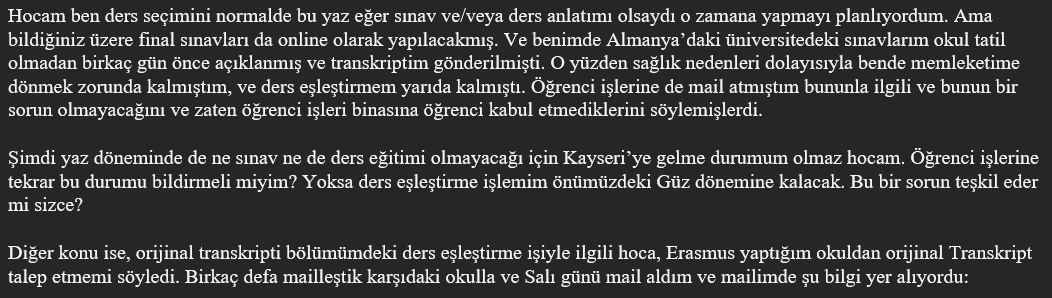 Hocam ben ders seçimini normalde bu yaz eğer sınav ve/veya ders anlatımı olsaydı o zamana yapmayı planlıyordum. Ama
bildiğiniz üzere final sınavları da online olarak yapılacakmış. Ve benimde Almanya’daki üniversitedeki sınavlarım okul tatil
olmadan birkaç gün önce açıklanmış ve transkriptim gönderilmişti. O yüzden sağlık nedenleri dolayısıyla bende memleketime
dönmek zorunda kalmıştım, ve ders eşleştirmem yarıda kalmıştı. Öğrenci işlerine de mail atmıştım bununla ilgili ve bunun bir
sorun olmayacağını ve zaten öğrenci işleri binasına öğrenci kabul etmediklerini söylemişlerdi.
Şimdi yaz döneminde de ne sınav ne de ders eğitimi olmayacağı için Kayseri’ye gelme durumum olmaz hocam. Öğrenci işlerine
tekrar bu durumu bildirmeli miyim? Yoksa ders eşleştirme işlemim önümüzdeki Güz dönemine kalacak. Bu bir sorun teşkil eder
mi sizce?
Diğer konu ise, orijinal transkripti bölümümdeki ders eşleştirme işiyle ilgili hoca, Erasmus yaptığım okuldan orijinal Transkript
talep etmemi söyledi. Birkaç defa mailleştik karşıdaki okulla ve Salı günü mail aldım ve mailimde şu bilgi yer alıyordu: